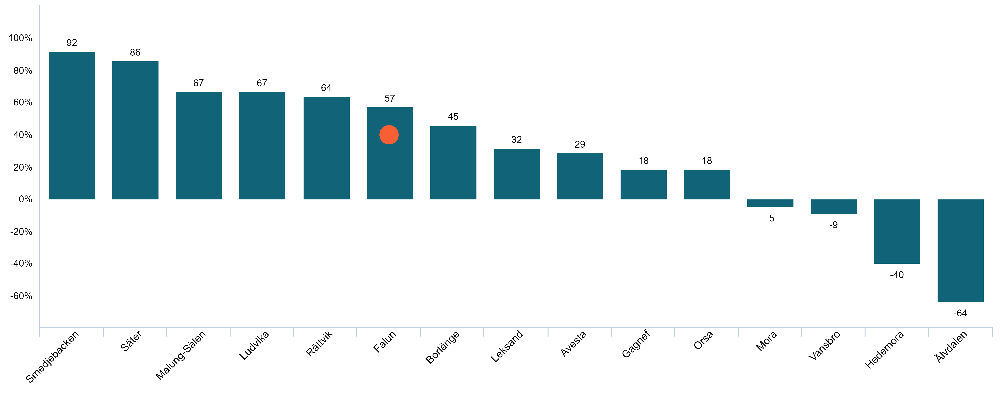 100%
80%
60%
40%
20%
0%
-20%
-40%
-60%
92
86
67
67
64
57
45
32
29
18
18
-5
-9
-40
-64
Smedjebacken
Säter
Malung-Sälen
Ludvika
Rättvik
Falun
Borlänge
Leksand
Avesta
Gagnef
Orsa
Mora
Vansbro
Hedemora
Älvdalen